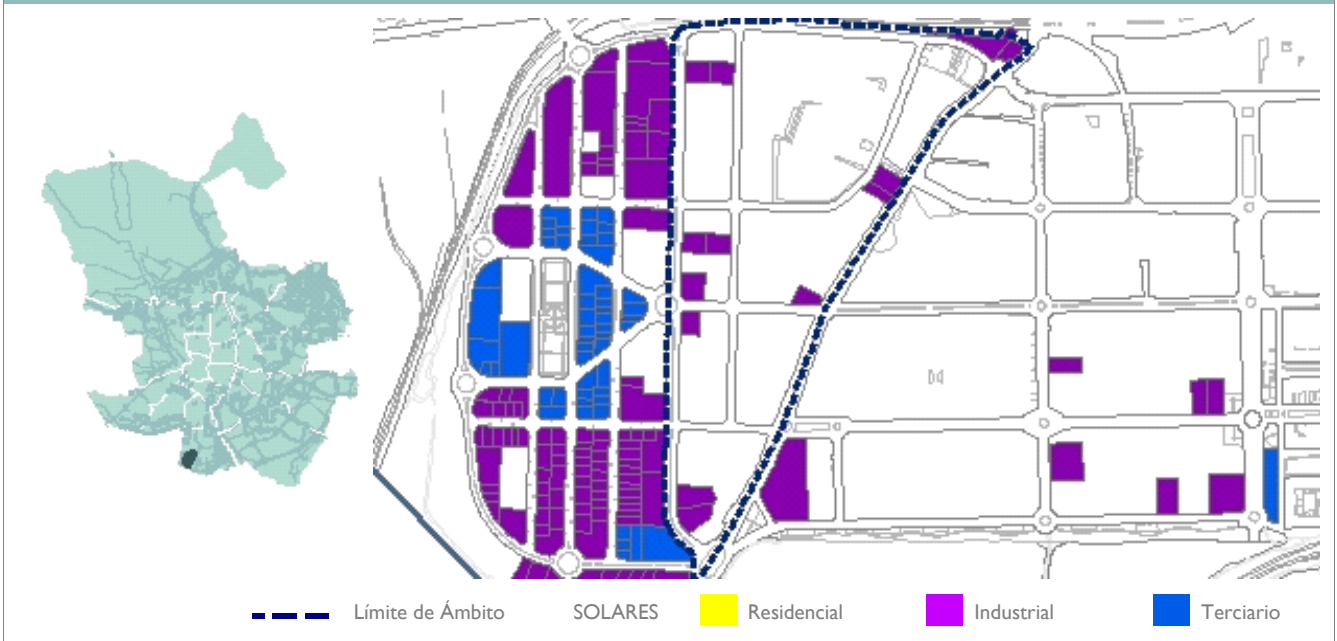 Límite de Ámbito
SOLARES
Residencial
Industrial
Terciario